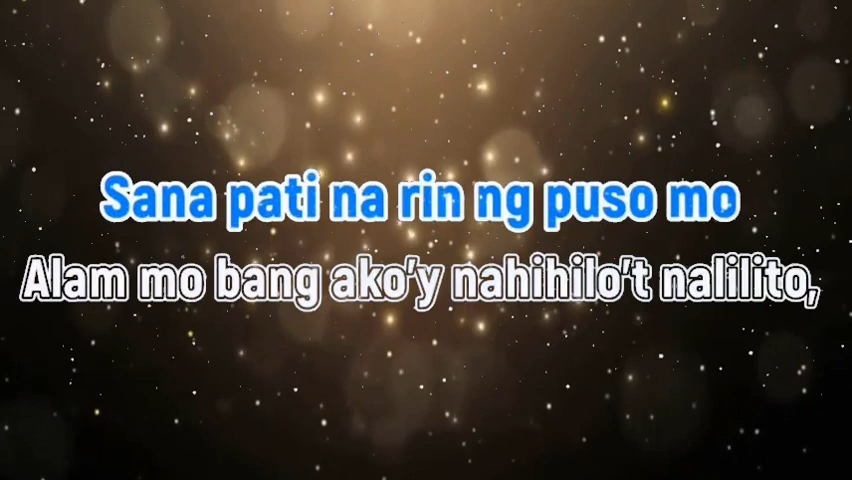 Sana pati na rin ng puso mo
Alam mo bang ako'y nahihilo't nalilito,